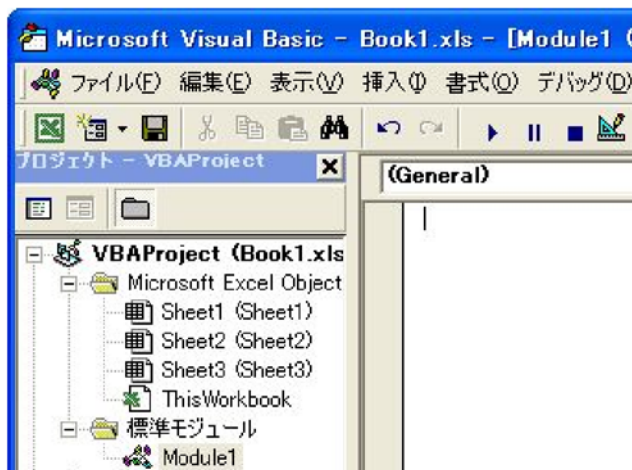 Microsoft Visual Basic - Book1.xls - [Module1 (
ファイル(F) 編集(E) 表示(V) 挿入(I) 書式(O) デバッグ(D)
プロジェクト - VBAProject
(General)
VBAProject (Book1.xls
Microsoft Excel Object
Sheet1 (Sheet1)
Sheet2 (Sheet2)
Sheet3 (Sheet3)
ThisWorkbook
標準モジュール
Module1